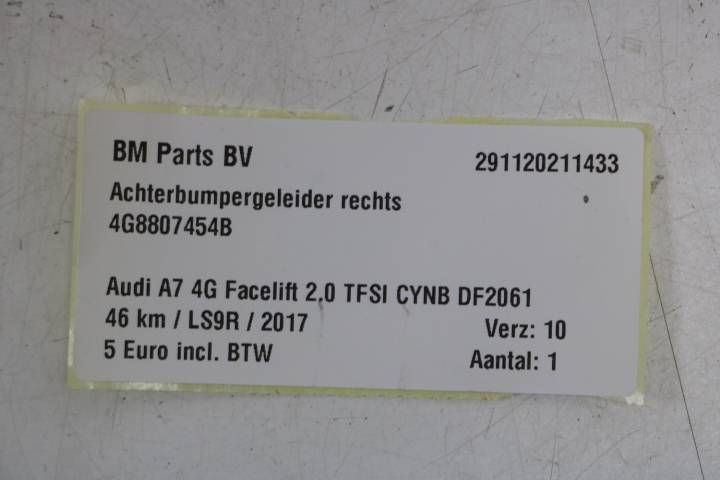 BM Parts BV 291120211433
Achterbumpergeleider rechts
4G8807454B
Audi A7 4G Facelift 2.0 TFSI CYNB DF2061
46 km / LS9R / 2017 Verz: 10
5 Euro incl. BTW Aantal: 1